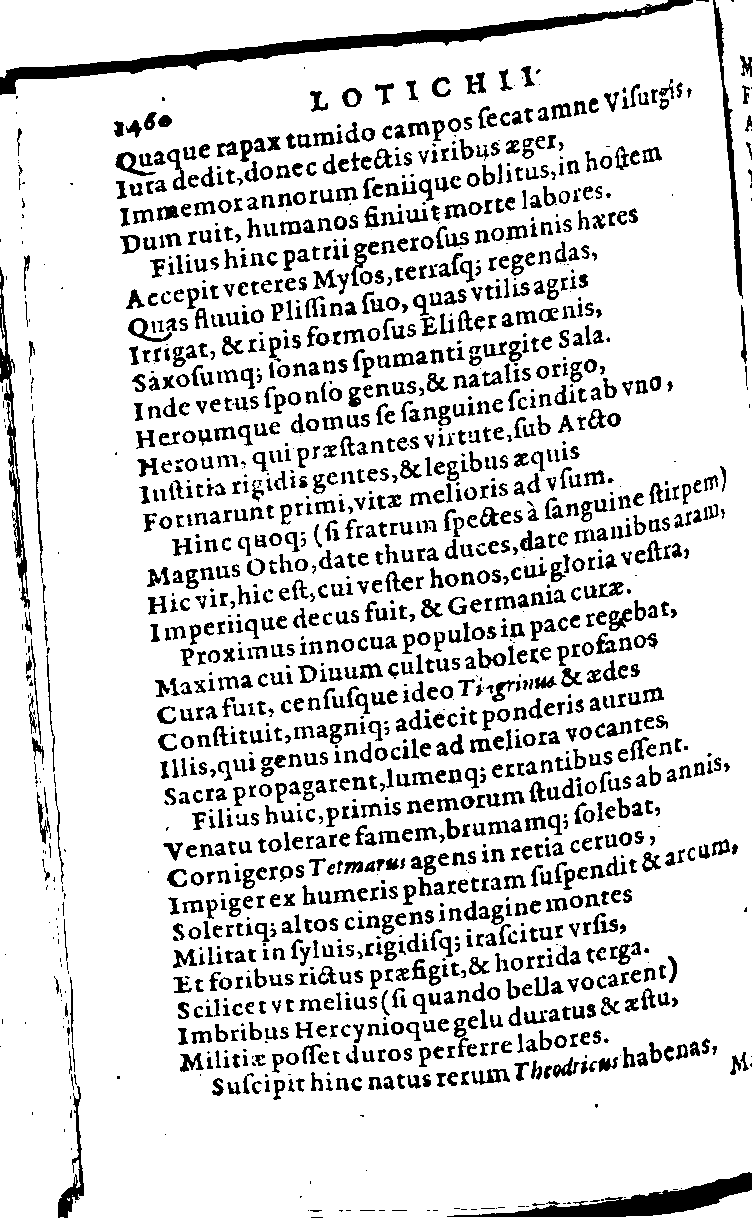 1460
LOTICHII
Quaque rapax tumido campos ſecat amne Viſurgis,
Iura dedit, donec defectis viribus æger,
Immemor annorum ſeniique oblitus, in hoſtem
Dum ruit, humanos finiuit morte labores.
Filius hinc patrii generoſus nominis hæres
Accepit veteres Myſos, terraſq; regendas,
Quas fluuio Pliſſina ſuo, quas vtilis agris
Irrigat, & ripis formoſus Eliſter amœnis,
Saxoſumq; ſonans ſpumanti gurgite Sala.
Inde vetus ſponſo genus, & natalis origo,
Heroumque domus ſe ſanguine ſcindit ab vno,
Heroum, qui præſtantes virtute, ſub Arcto
Inſtitia rigidis gentes, & legibus æquis
Formarunt primi, vitæ melioris ad vſum.
Hinc quoq; (ſi fratrum ſpectes à ſanguine ſtirpem)
Magnus Otho, date thura duces, date manibus aram,
Hic vir, hic eſt, cui veſter honos, cui gloria veſtra,
Imperiique decus fuit, & Germania curæ.
Proximus innocua populos in pace regebat,
Maxima cui Diuum cultus abolere profanos
Cura fuit, cenſuſque ideo Tingrinus & ædes
Conſtituit, magniq; adiecit ponderis aurum
Illis, qui genus indocile ad meliora vocantes,
Sacra propagarent, lumenq; errantibus eſſent.
Filius huic, primis nemorum ſtudioſus ab annis,
Venatu tolerare famem, brumamq; ſolebat,
Cornigeros Tetmarus agens in retia ceruos,
Impiger ex humeris pharetram ſuſpendit & arcum,
Solertiq; altos cingens indagine montes
Militat in ſyluis, rigidiſq; iraſcitur vrſis,
Et foribus rictus præfigit, & horrida terga.
Scilicet vt melius (ſi quando bella vocarent)
Imbribus Hercynioque gelu duratus & æſtu,
Militiæ poſſet duros perferre labores.
Suſcipit hinc natus rerum Theodricus habenas,